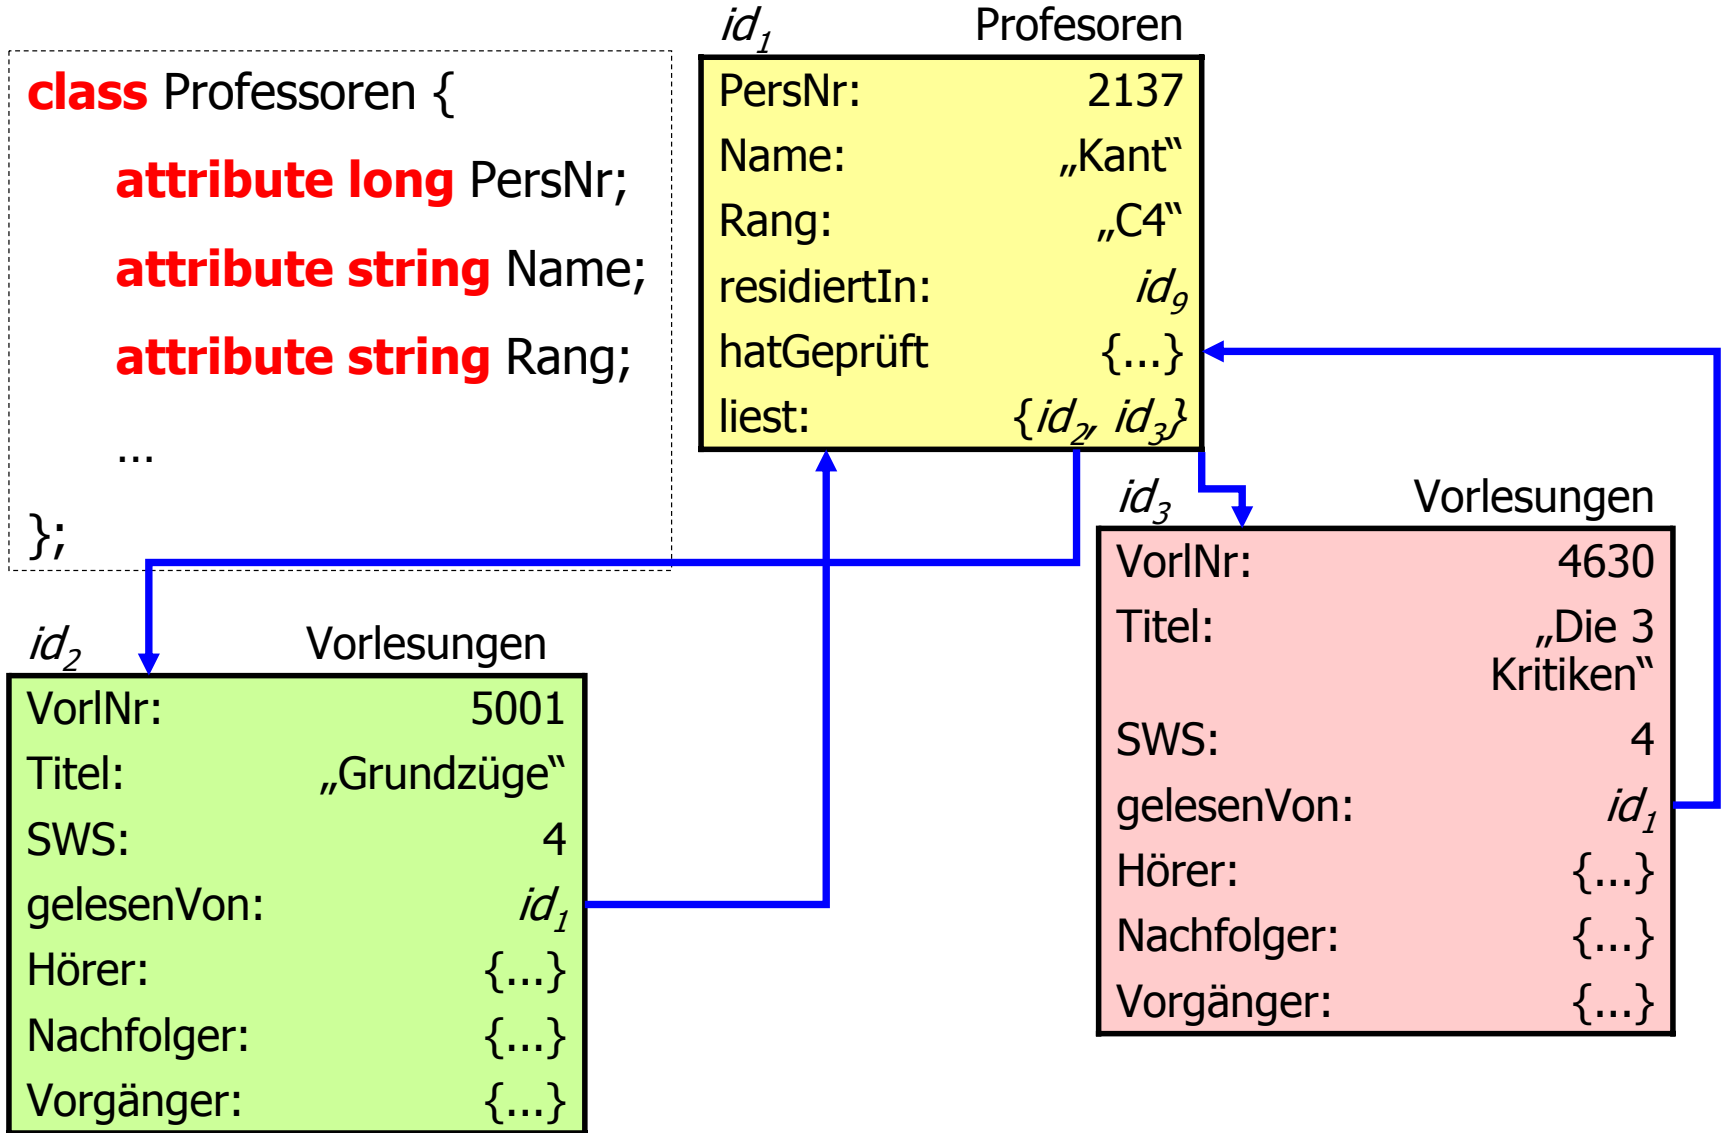 class Professoren {
attribute long PersNr;
attribute string Name;
attribute string Rang;
...
};
id1 Profesoren
PersNr: 2137
Name: „Kant“
Rang: „C4“
residiertIn: id9
hatGeprüft {...}
liest: {id2, id3}
id2 Vorlesungen
VorlNr: 5001
Titel: „Grundzüge“
SWS: 4
gelesenVon: id1
Hörer: {...}
Nachfolger: {...}
Vorgänger: {...}
id3 Vorlesungen
VorlNr: 4630
Titel: „Die 3
Kritiken“
SWS: 4
gelesenVon: id1
Hörer: {...}
Nachfolger: {...}
Vorgänger: {...}